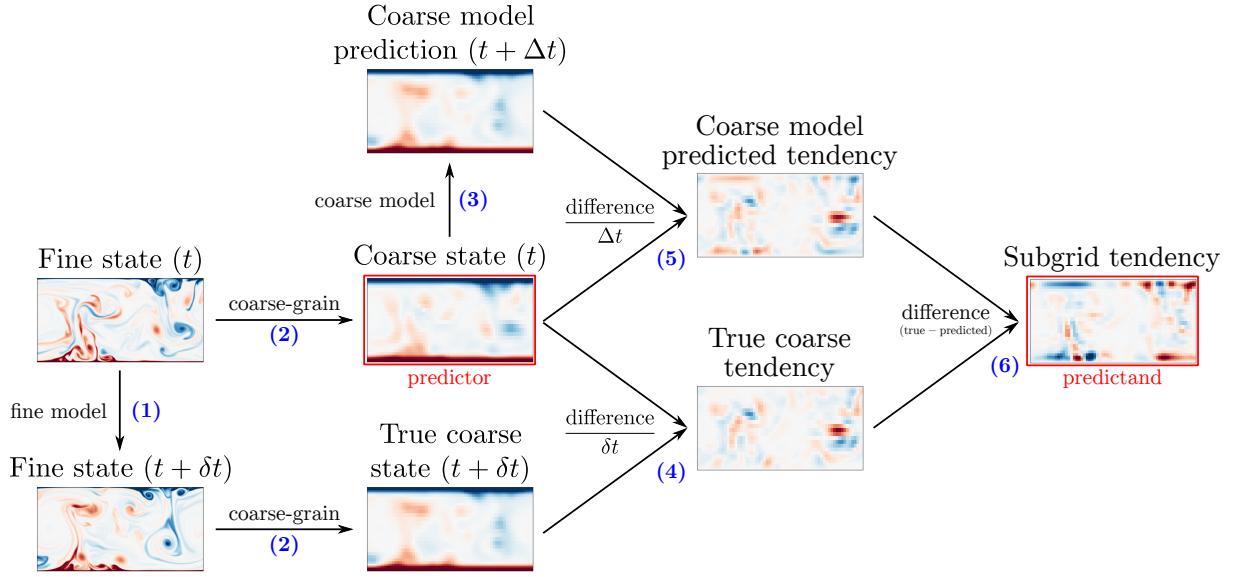 Coarse model
prediction (t + Δt)
Coarse model
predicted tendency
coarse model
(3)
difference
Δt
(5)
Fine state (t)
Coarse state (t)
Subgrid tendency
coarse-grain
(2)
predictor
difference
(true − predicted)
(6)
predictand
True coarse
tendency
fine model
(1)
difference
δt
(4)
Fine state (t + δt)
True coarse
state (t + δt)
coarse-grain
(2)